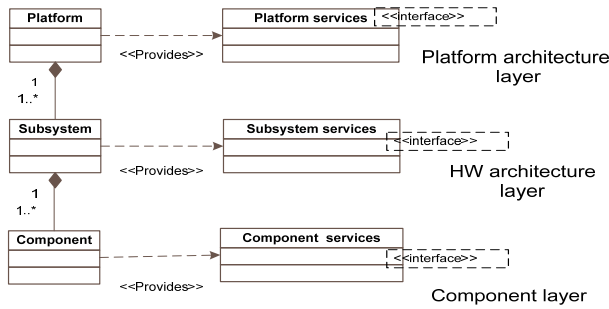 Platform
Platform services
<<interface>>
<<Provides>>
Platform architecture
layer
1
1..*
Subsystem
Subsystem services
<<interface>>
<<Provides>>
HW architecture
layer
1
1..*
Component
Component services
<<interface>>
<<Provides>>
Component layer